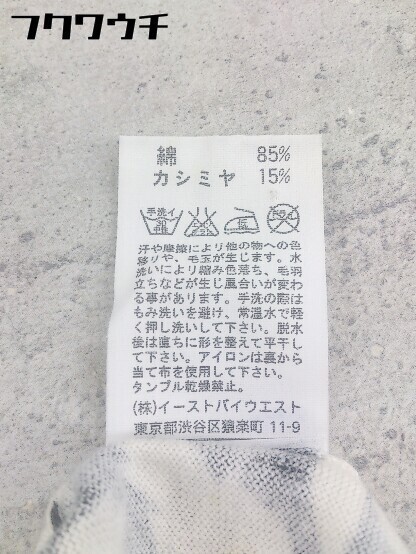 フクワウチ
綿 85%
カシミヤ 15%
手洗イ
30
汗や摩擦により他の物への色
移りや、毛玉が生じます。水
洗いにより縮み色落ち、毛羽
立ちなどが生じ風合いが変わ
る事があります。手洗の際は
もみ洗いを避け、常温水で軽
く押し洗いして下さい。脱水
後は直ちに形を整えて平干し
て下さい。アイロンは裏から
当て布を使用して下さい。
タンブル乾燥禁止。
(株)イーストバイウエスト
東京都渋谷区猿楽町 11-9